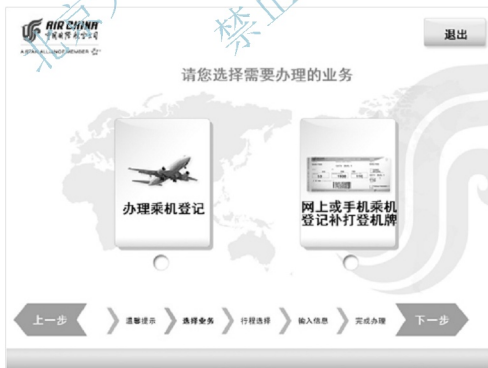 AIR CHINA
中国国际航空公司
A STAR ALLIANCE MEMBER
退出
请您选择需要办理的业务
办理乘机登记
网上或手机乘机
登记补打登机牌
上一步
温馨提示
选择业务
行程选择
输入信息
完成办理
下一步